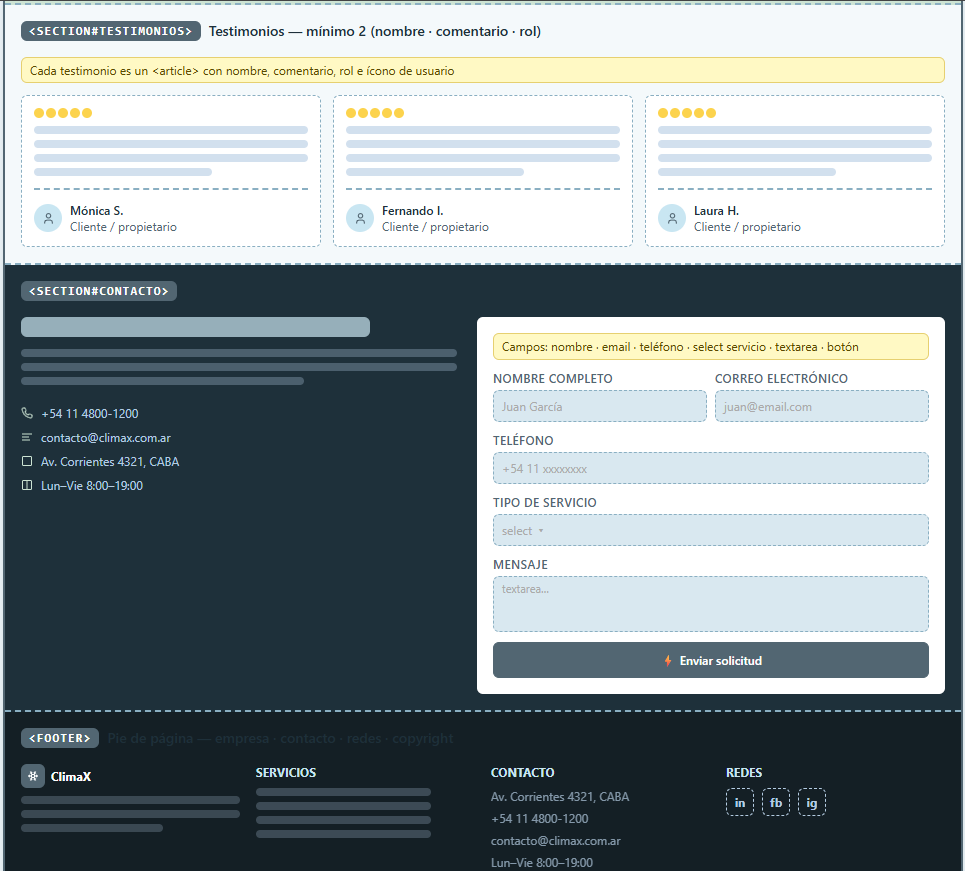 <SECTION#TESTIMONIOS> Testimonios — mínimo 2 (nombre · comentario · rol)
Cada testimonio es un <article> con nombre, comentario, rol e ícono de usuario
Mónica S.
Cliente / propietario
Fernando I.
Cliente / propietario
Laura H.
Cliente / propietario
<SECTION#CONTACTO>
+54 11 4800-1200
contacto@climax.com.ar
Av. Corrientes 4321, CABA
Lun–Vie 8:00–19:00
Campos: nombre · email · teléfono · select servicio · textarea · botón
NOMBRE COMPLETO
Juan García
CORREO ELECTRÓNICO
juan@email.com
TELÉFONO
+54 11 xxxxxxxx
TIPO DE SERVICIO
select
MENSAJE
textarea...
Enviar solicitud
<FOOTER> Pie de página — empresa · contacto · redes · copyright
ClimaX
SERVICIOS
CONTACTO
Av. Corrientes 4321, CABA
+54 11 4800-1200
contacto@climax.com.ar
Lun–Vie 8:00–19:00
REDES
in fb ig